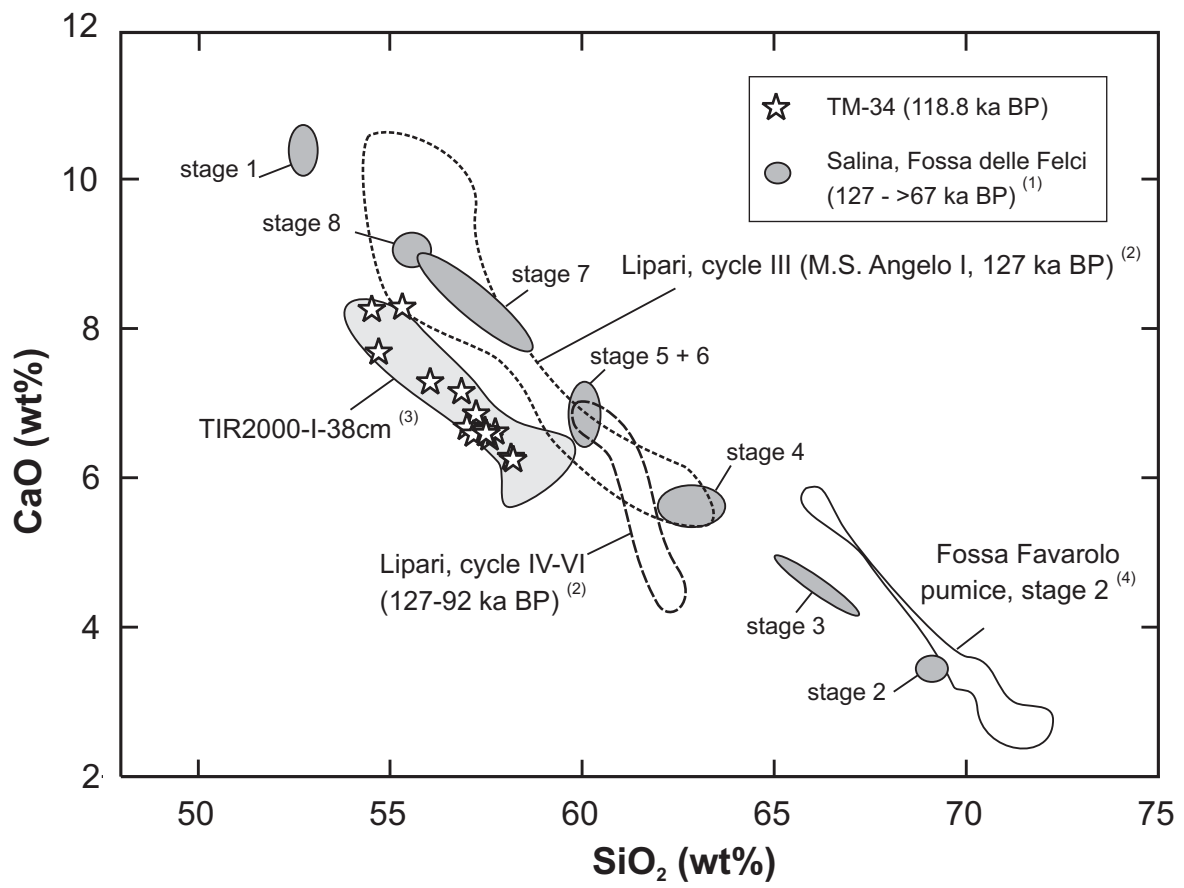 12
10
8
6
4
2
CaO (wt%)
50
55
60
65
70
75
SiO₂ (wt%)
TM-34 (118.8 ka BP)
Salina, Fossa delle Felci
(127 - >67 ka BP) (1)
stage 1
stage 8
stage 7
Lipari, cycle III (M.S. Angelo I, 127 ka BP) (2)
stage 5 + 6
TIR2000-I-38cm (3)
stage 4
Lipari, cycle IV-VI
(127-92 ka BP) (2)
Fossa Favarolo
pumice, stage 2 (4)
stage 3
stage 2